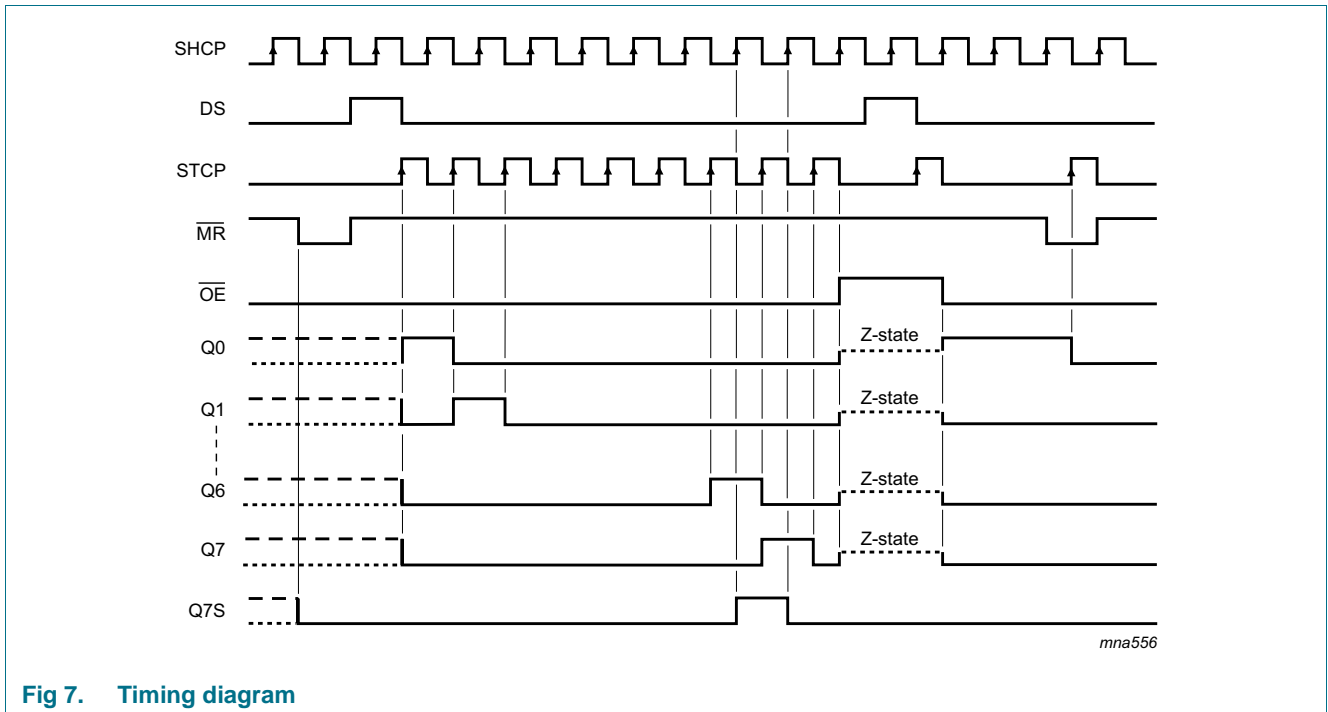 SHCP
DS
STCP
MR
OE
Q0
Z-state
Q1
Z-state
Q6
Z-state
Q7
Z-state
Q7S
mna556
Fig 7. Timing diagram